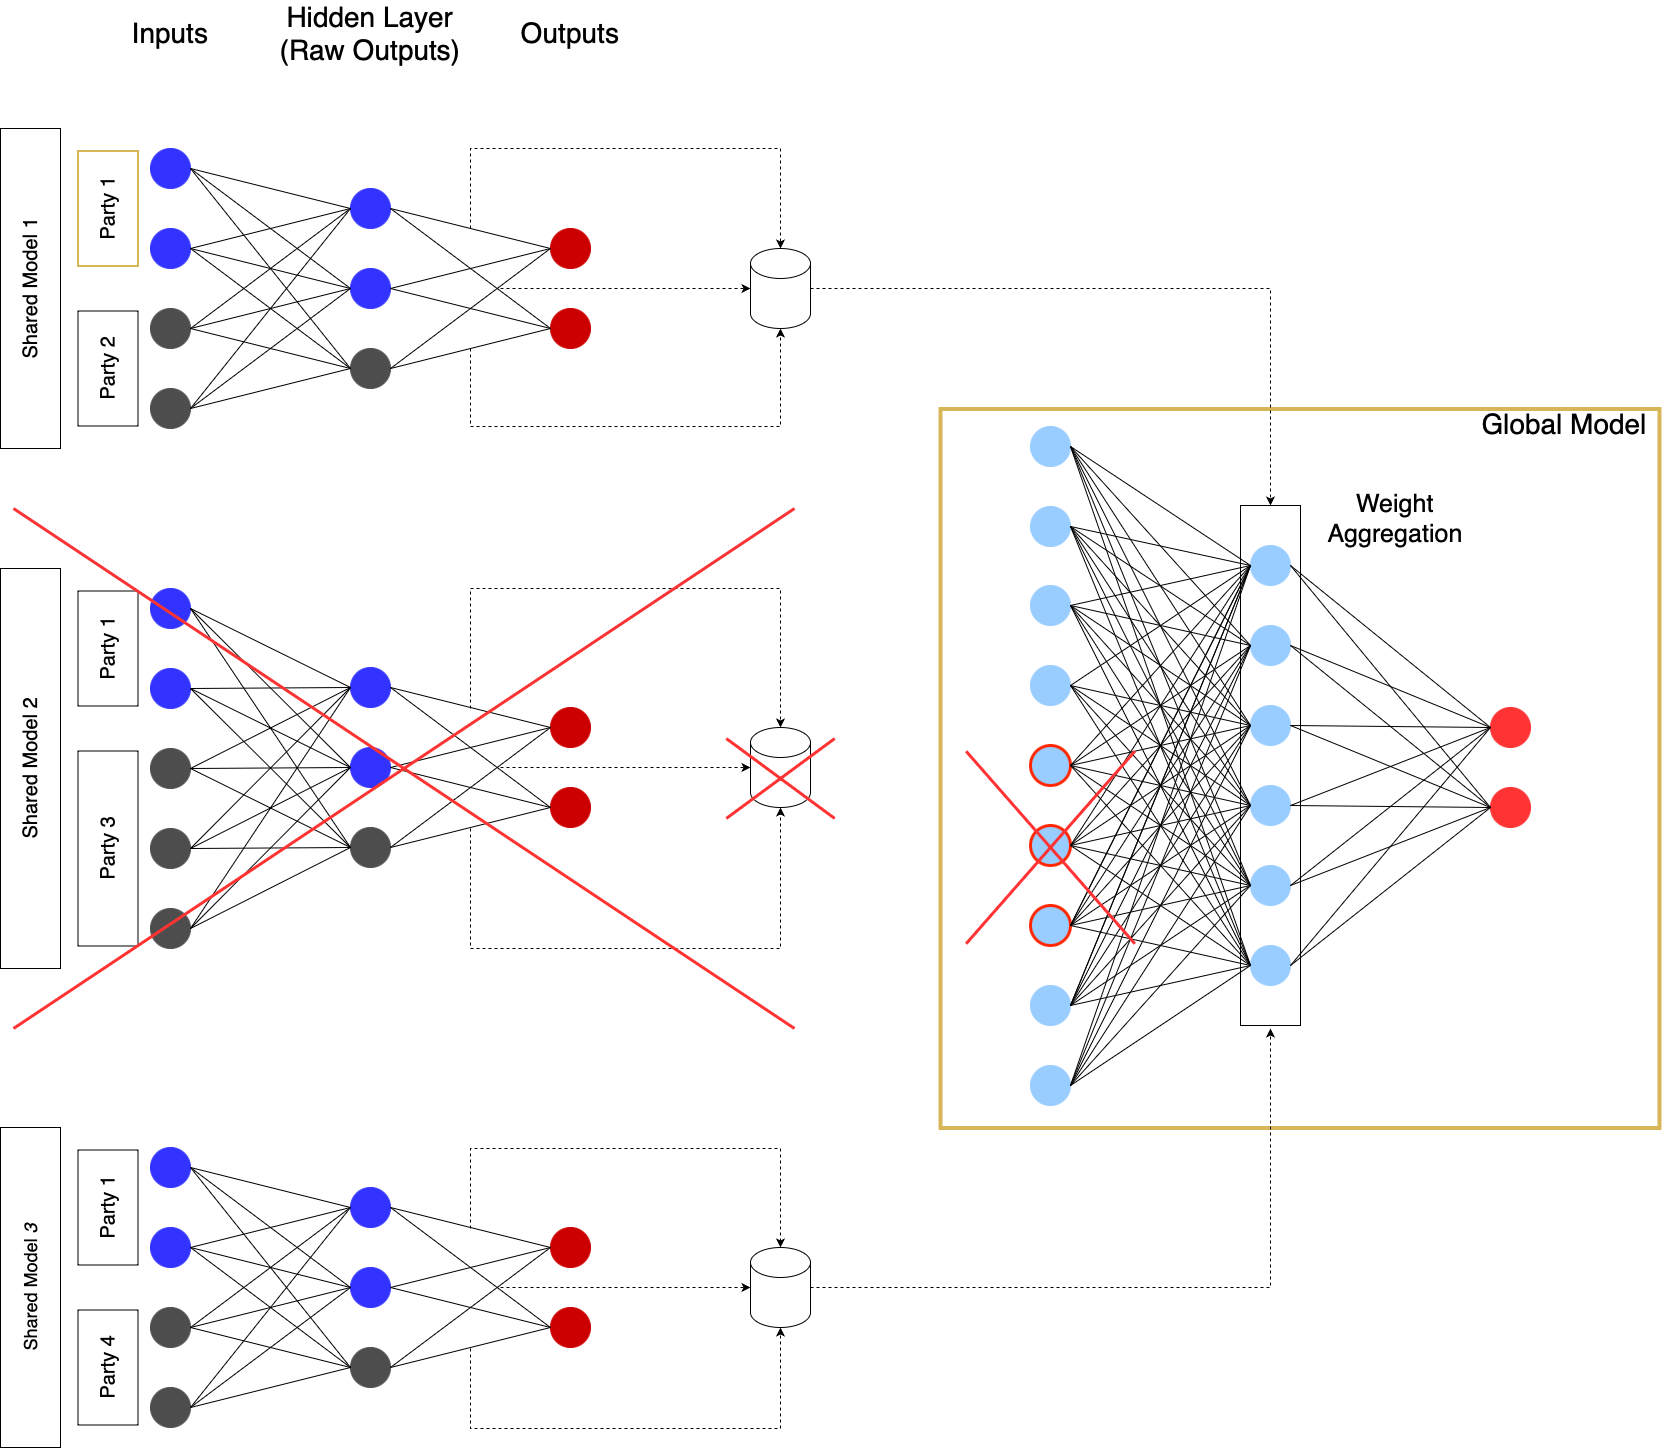 Inputs
Hidden Layer
(Raw Outputs)
Outputs
Shared Model 1
Party 1
Party 2
Global Model
Weight
Aggregation
Shared Model 2
Party 1
Party 3
Shared Model 3
Party 1
Party 4